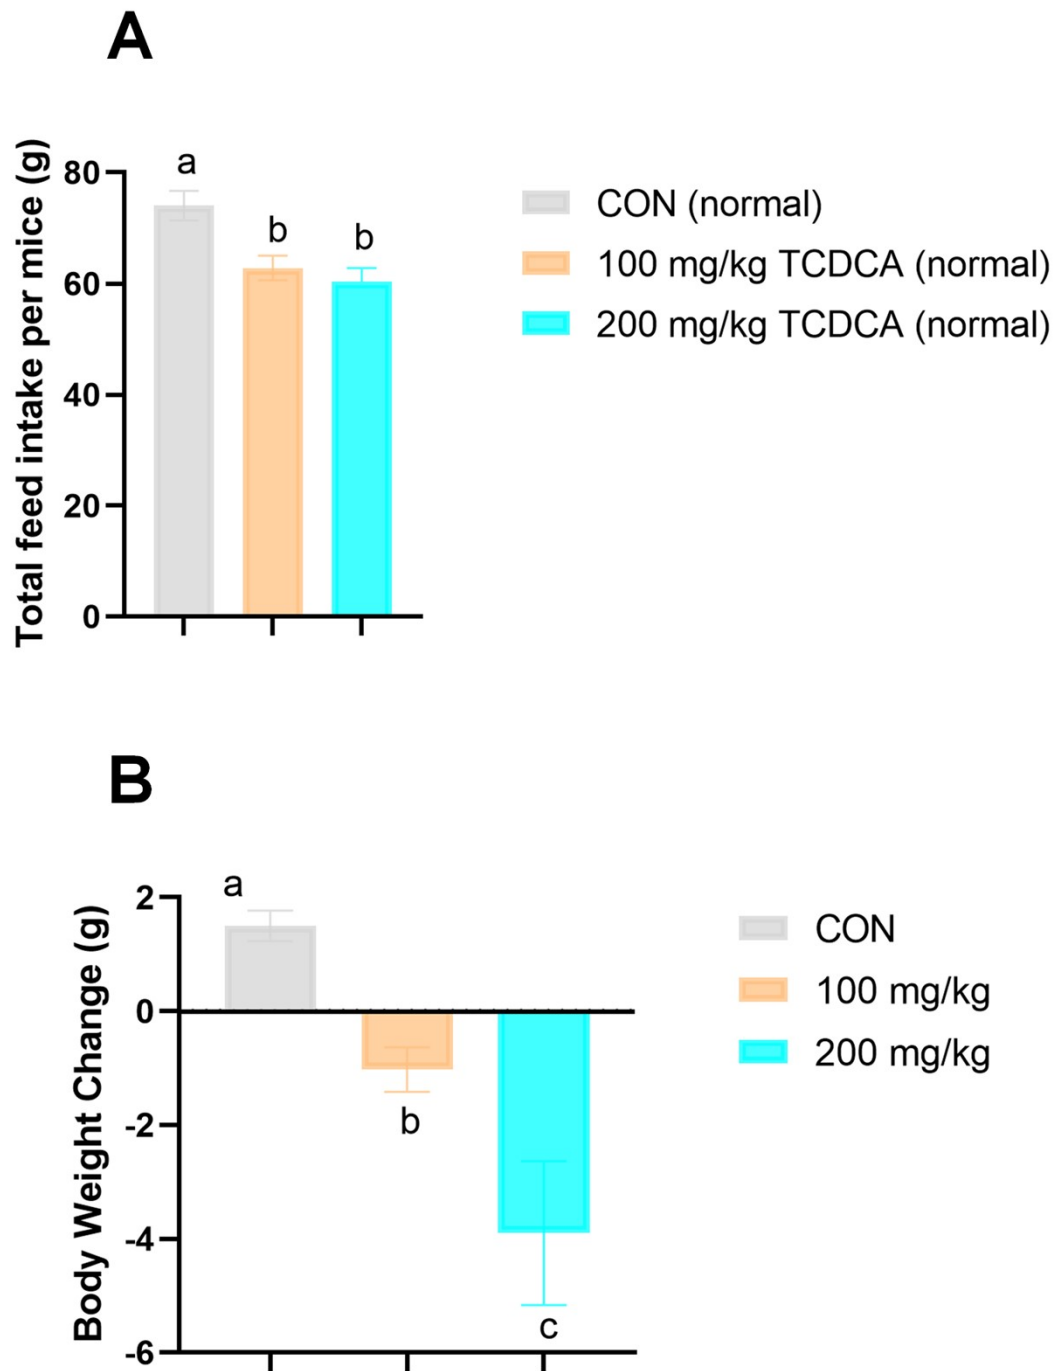 A
Total feed intake per mice (g)
80
60
40
20
0
a
b
b
CON (normal)
100 mg/kg TCDCA (normal)
200 mg/kg TCDCA (normal)
B
Body Weight Change (g)
2
0
-2
-4
-6
a
b
c
CON
100 mg/kg
200 mg/kg